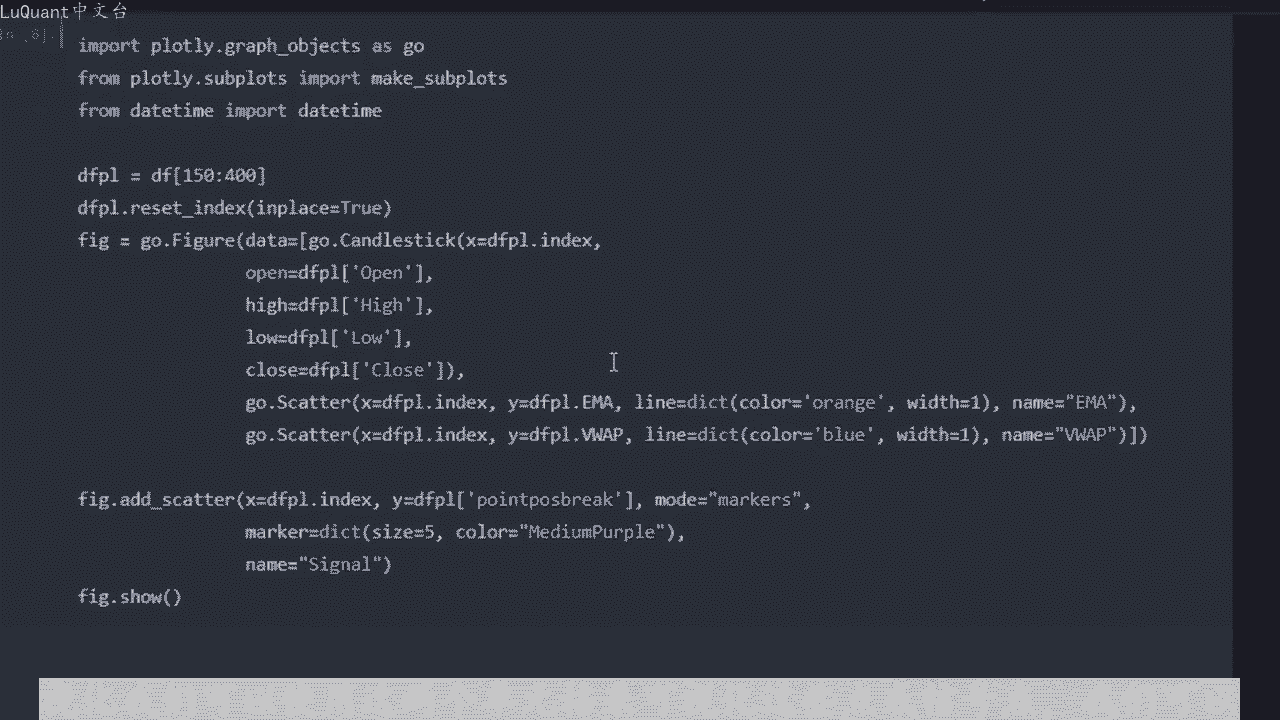 LuQuant中文台
import plotly.graph_objects as go
from plotly.subplots import make_subplots
from datetime import datetime
dfpl = df[150:400]
dfpl.reset_index(inplace=True)
fig = go.Figure(data=[go.Candlestick(x=dfpl.index,
open=dfpl['Open'],
high=dfpl['High'],
low=dfpl['Low'],
close=dfpl['Close']),
go.Scatter(x=dfpl.index, y=dfpl.EMA, line=dict(color='orange', width=1), name="EMA"),
go.Scatter(x=dfpl.index, y=dfpl.VWAP, line=dict(color='blue', width=1), name="VWAP")])
fig.add_scatter(x=dfpl.index, y=dfpl['pointposbreak'], mode="markers",
marker=dict(size=5, color="MediumPurple"),
name="Signal")
fig.show()